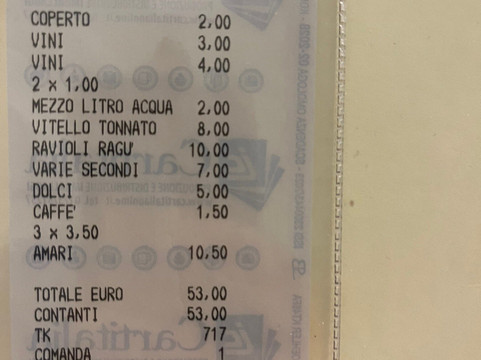 COPERTO 2,00
VINI 3,00
VINI 4,00
2 x 1,00
MEZZO LITRO ACQUA 2,00
VITELLO TONNATO 8,00
RAVIOLI RAGU' 10,00
VARIE SECONDI 7,00
DOLCI 5,00
CAFFE' 1,50
3 x 3,50
AMARI 10,50
TOTALE EURO 53,00
CONTANTI 53,00
TK 717
COMANDA 1